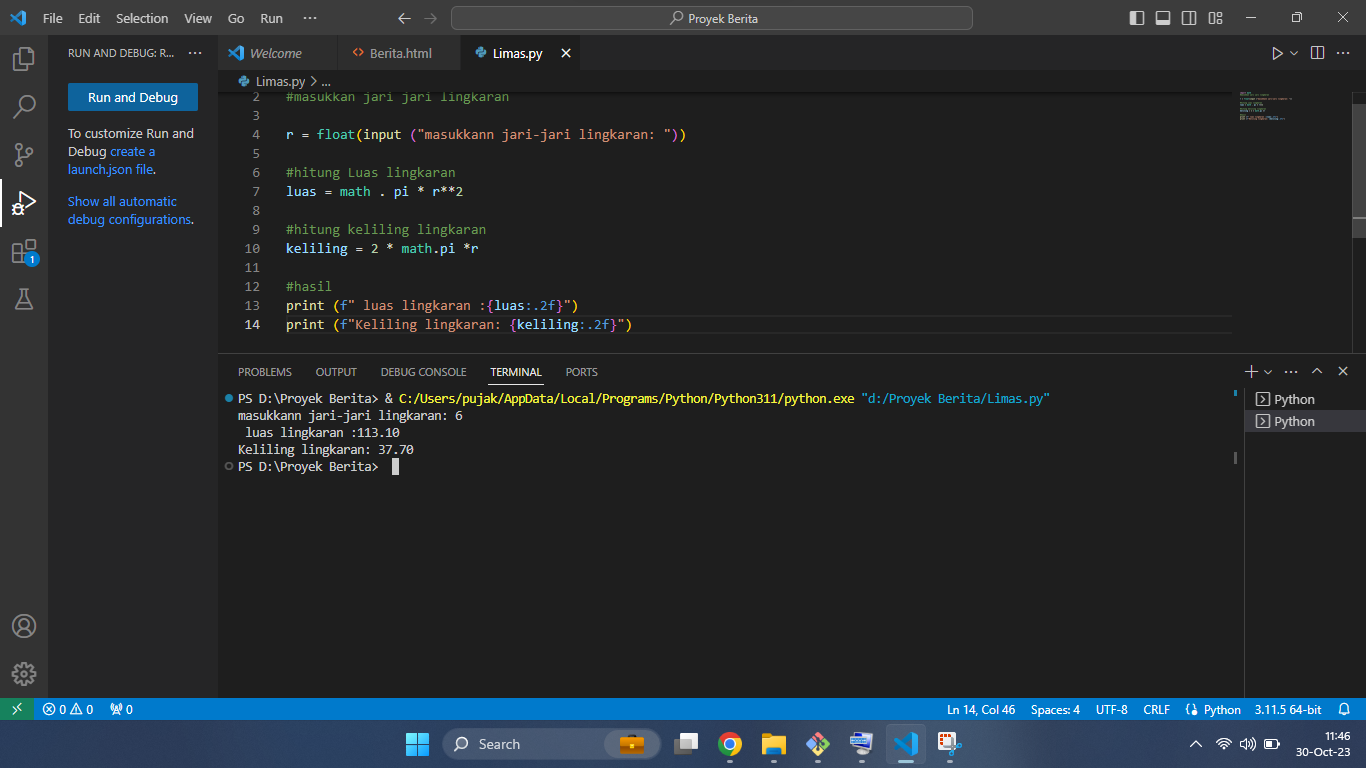 File Edit Selection View Go Run ···
Proyek Berita
RUN AND DEBUG: R... ···
Welcome
Berita.html
Limas.py
Limas.py > ...
Run and Debug
To customize Run and
Debug create a
launch.json file.
Show all automatic
debug configurations.
1
2 #masukkan jari jari lingkaran
3
4 r = float(input ("masukkann jari-jari lingkaran: "))
5
6 #hitung Luas lingkaran
7 luas = math . pi * r**2
8
9 #hitung keliling lingkaran
10 keliling = 2 * math.pi *r
11
12 #hasil
13 print (f" luas lingkaran :{luas:.2f}")
14 print (f"Keliling lingkaran: {keliling:.2f}")
PROBLEMS OUTPUT DEBUG CONSOLE TERMINAL PORTS
PS D:\Proyek Berita> & C:/Users/pujak/AppData/Local/Programs/Python/Python311/python.exe "d:/Proyek Berita/Limas.py"
masukkann jari-jari lingkaran: 6
luas lingkaran :113.10
Keliling lingkaran: 37.70
PS D:\Proyek Berita>
Python
Python
0 0 0
Ln 14, Col 46 Spaces: 4 UTF-8 CRLF Python 3.11.5 64-bit
Search
11:46
30-Oct-23